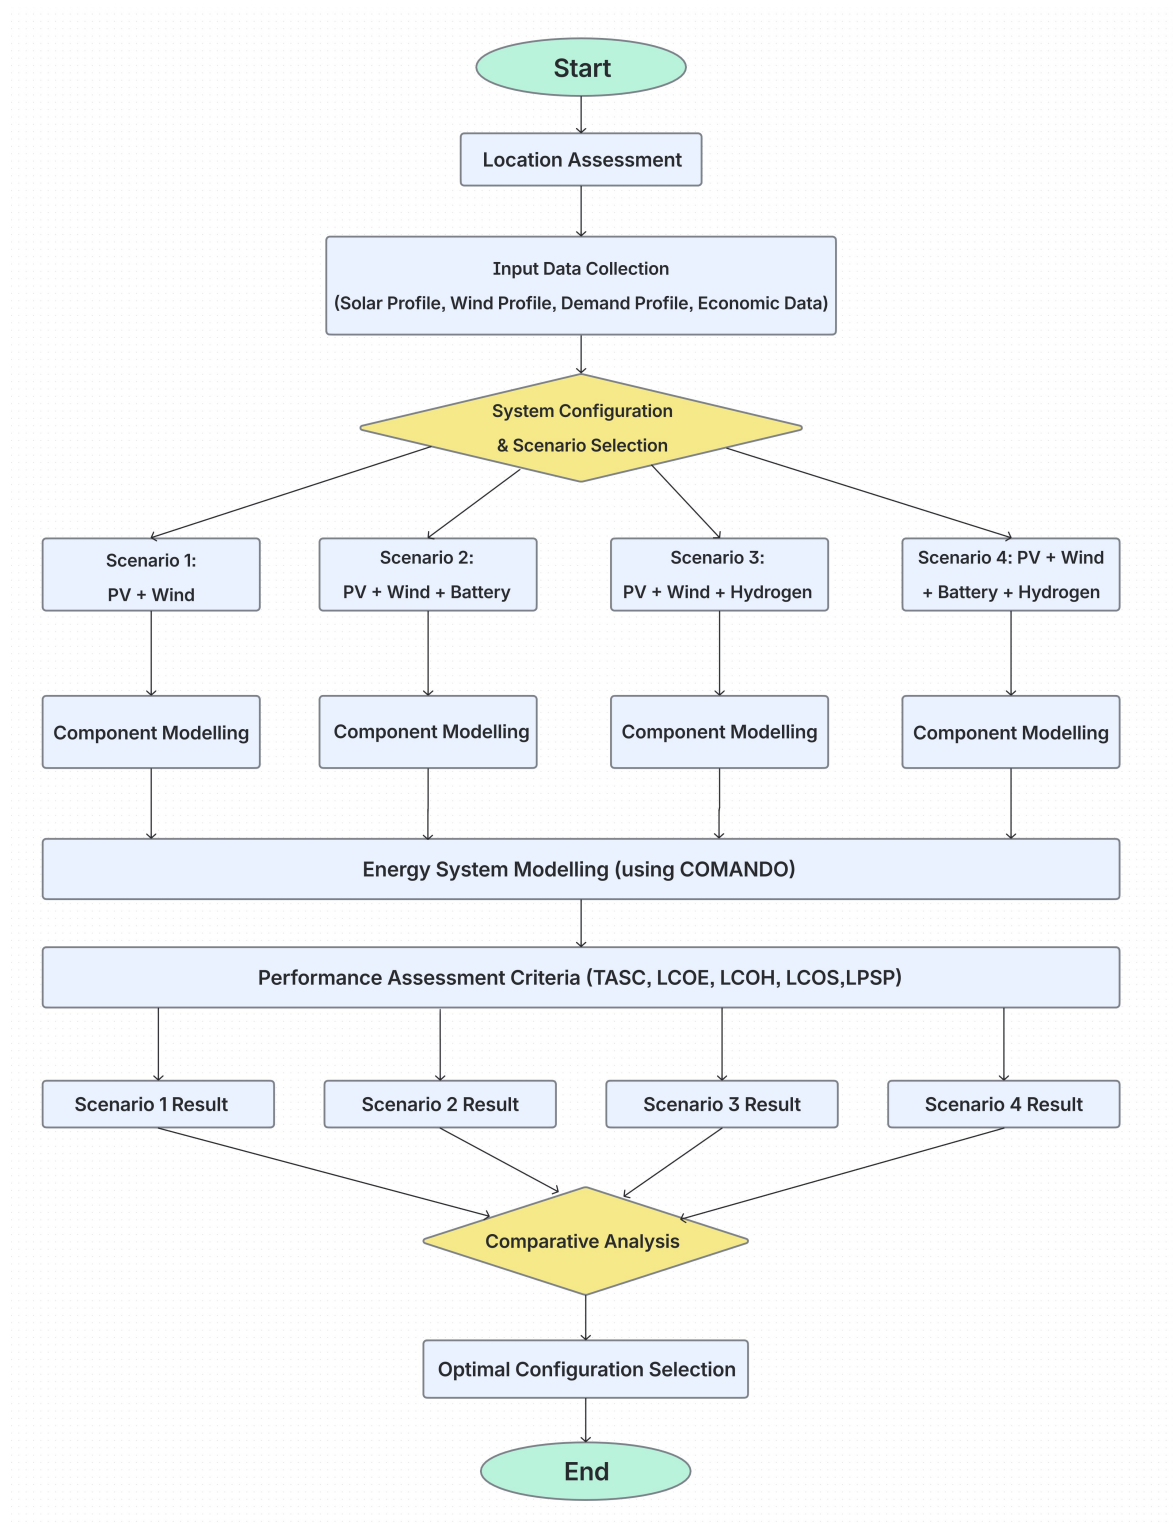 Start
Location Assessment
Input Data Collection
(Solar Profile, Wind Profile, Demand Profile, Economic Data)
System Configuration
& Scenario Selection
Scenario 1:
PV + Wind
Scenario 2:
PV + Wind + Battery
Scenario 3:
PV + Wind + Hydrogen
Scenario 4: PV + Wind
+ Battery + Hydrogen
Component Modelling
Component Modelling
Component Modelling
Component Modelling
Energy System Modelling (using COMANDO)
Performance Assessment Criteria (TASC, LCOE, LCOH, LCOS,LPSP)
Scenario 1 Result
Scenario 2 Result
Scenario 3 Result
Scenario 4 Result
Comparative Analysis
Optimal Configuration Selection
End